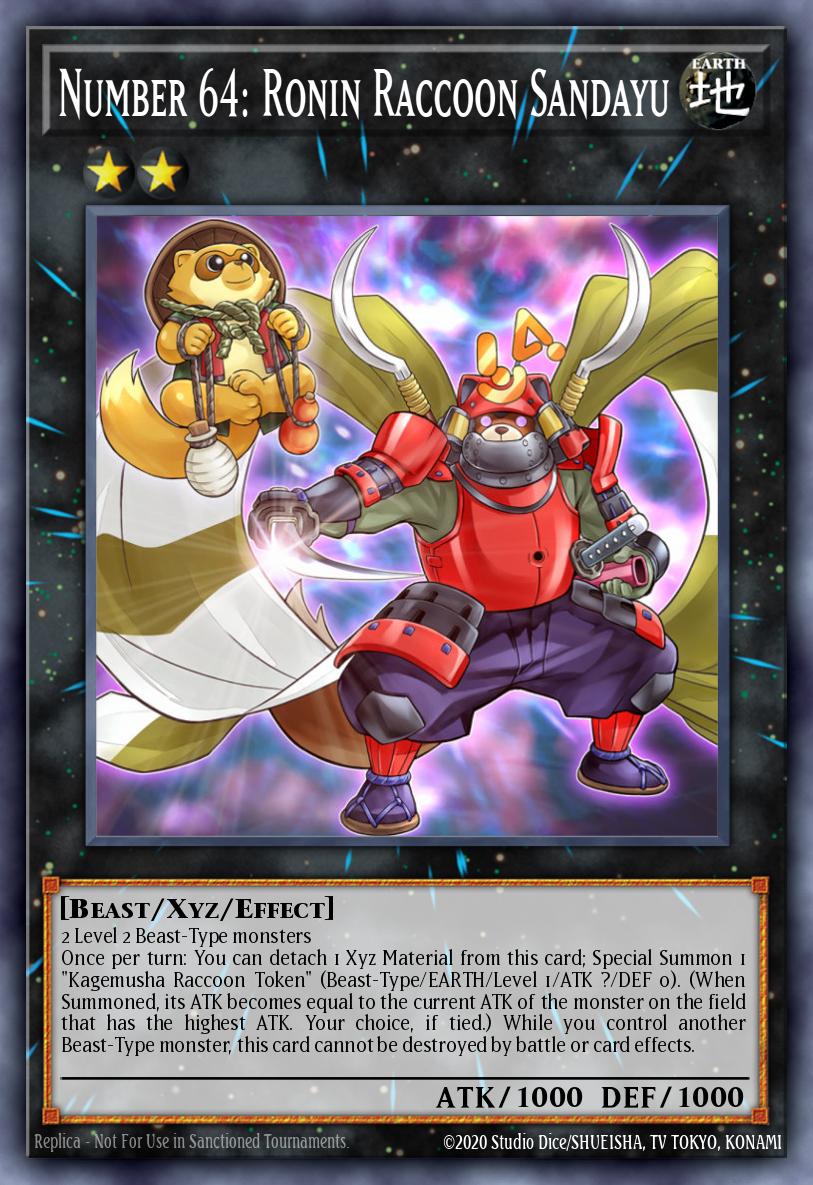 Number 64: Ronin Raccoon Sandayu
EARTH
地
64
[Beast/Xyz/Effect]
2 Level 2 Beast-Type monsters
Once per turn: You can detach 1 Xyz Material from this card; Special Summon 1
"Kagemusha Raccoon Token" (Beast-Type/EARTH/Level 1/ATK ?/DEF 0). (When
Summoned, its ATK becomes equal to the current ATK of the monster on the field
that has the highest ATK. Your choice, if tied.) While you control another
Beast-Type monster, this card cannot be destroyed by battle or card effects.
ATK/1000 DEF/1000
Replica - Not For Use in Sanctioned Tournaments.
©2020 Studio Dice/SHUEISHA, TV TOKYO, KONAMI